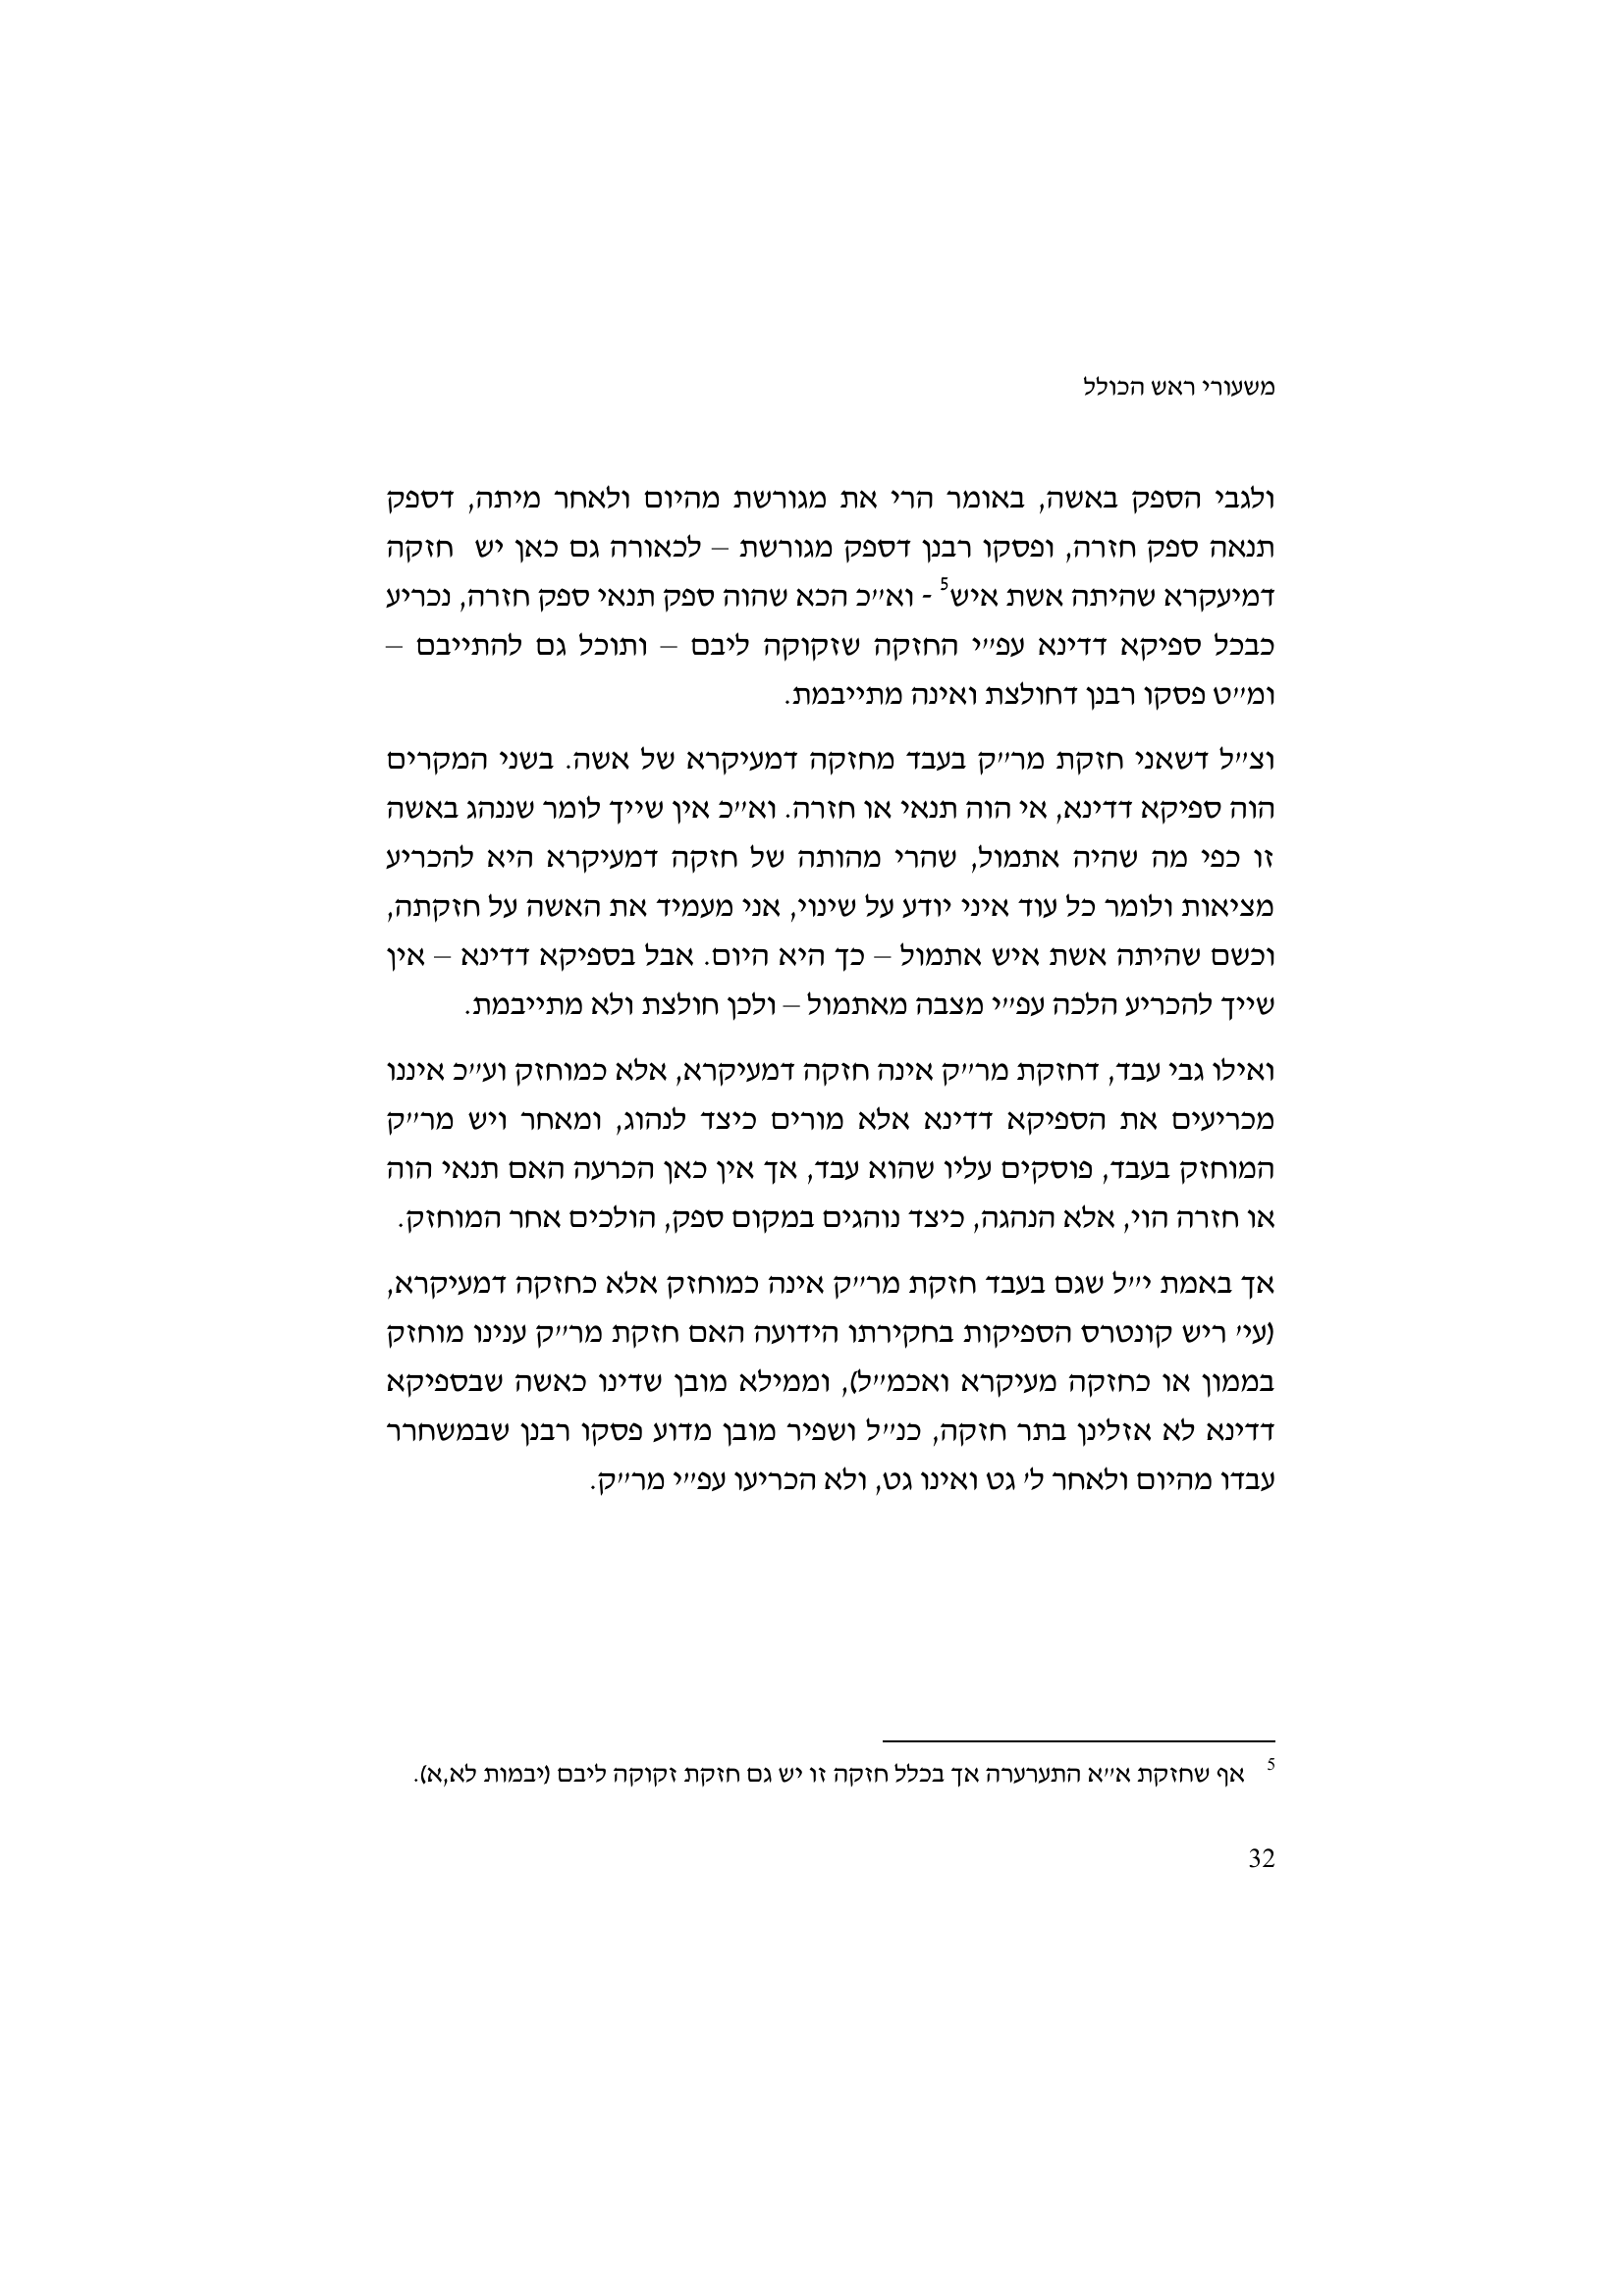 משעורי ראש הכולל
ולגבי הספק באשה, באומר הרי את מגורשת מהיום ולאחר מיתה, דספק
תנאה ספק חזרה, ופסקו רבנן דספק מגורשת – לכאורה גם כאן יש חזקה
דמיעקרא שהיתה אשת איש5 - וא״כ הכא שהוה ספק תנאי ספק חזרה, נכריע
כבכל ספיקא דדינא עפ״י החזקה שזקוקה ליבם – ותוכל גם להתייבם –
ומ״ט פסקו רבנן דחולצת ואינה מתייבמת.
וצ״ל דשאני חזקת מר״ק בעבד מחזקה דמעיקרא של אשה. בשני המקרים
הוה ספיקא דדינא, אי הוה תנאי או חזרה. וא״כ אין שייך לומר שננהג באשה
זו כפי מה שהיה אתמול, שהרי מהותה של חזקה דמעיקרא היא להכריע
מציאות ולומר כל עוד איני יודע על שינוי, אני מעמיד את האשה על חזקתה,
וכשם שהיתה אשת איש אתמול – כך היא היום. אבל בספיקא דדינא – אין
שייך להכריע הלכה עפ״י מצבה מאתמול – ולכן חולצת ולא מתייבמת.
ואילו גבי עבד, דחזקת מר״ק אינה חזקה דמעיקרא, אלא כמוחזק וע״כ איננו
מכריעים את הספיקא דדינא אלא מורים כיצד לנהוג, ומאחר ויש מר״ק
המוחזק בעבד, פוסקים עליו שהוא עבד, אך אין כאן הכרעה האם תנאי הוה
או חזרה הוי, אלא הנהגה, כיצד נוהגים במקום ספק, הולכים אחר המוחזק.
אך באמת י״ל שגם בעבד חזקת מר״ק אינה כמוחזק אלא כחזקה דמעיקרא,
(עי׳ ריש קונטרס הספיקות בחקירתו הידועה האם חזקת מר״ק ענינו מוחזק
בממון או כחזקה מעיקרא ואכמ״ל), וממילא מובן שדינו כאשה שבספיקא
דדינא לא אזלינן בתר חזקה, כנ״ל ושפיר מובן מדוע פסקו רבנן שבמשחרר
עבדו מהיום ולאחר ל׳ גט ואינו גט, ולא הכריעו עפ״י מר״ק.
5 אף שחזקת א״א התערערה אך בכלל חזקה זו יש גם חזקת זקוקה ליבם (יבמות לא,א).
32